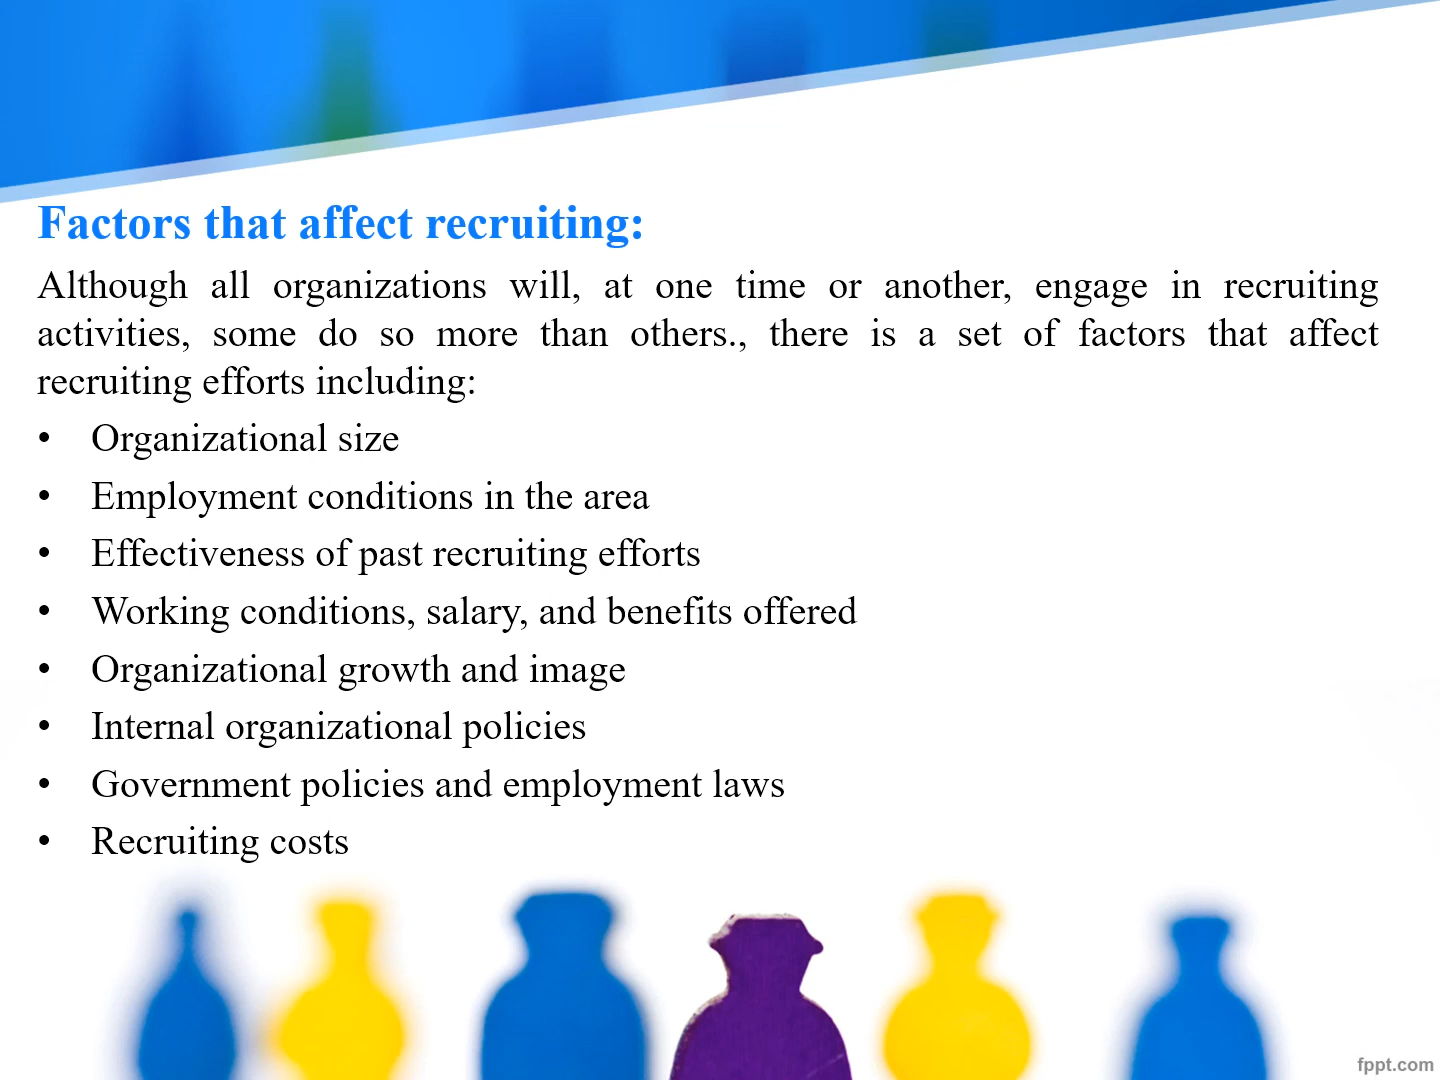 Factors that affect recruiting:
Although all organizations will, at one time or another, engage in recruiting
activities, some do so more than others., there is a set of factors that affect
recruiting efforts including:
• Organizational size
• Employment conditions in the area
• Effectiveness of past recruiting efforts
• Working conditions, salary, and benefits offered
• Organizational growth and image
• Internal organizational policies
• Government policies and employment laws
• Recruiting costs
fppt.com